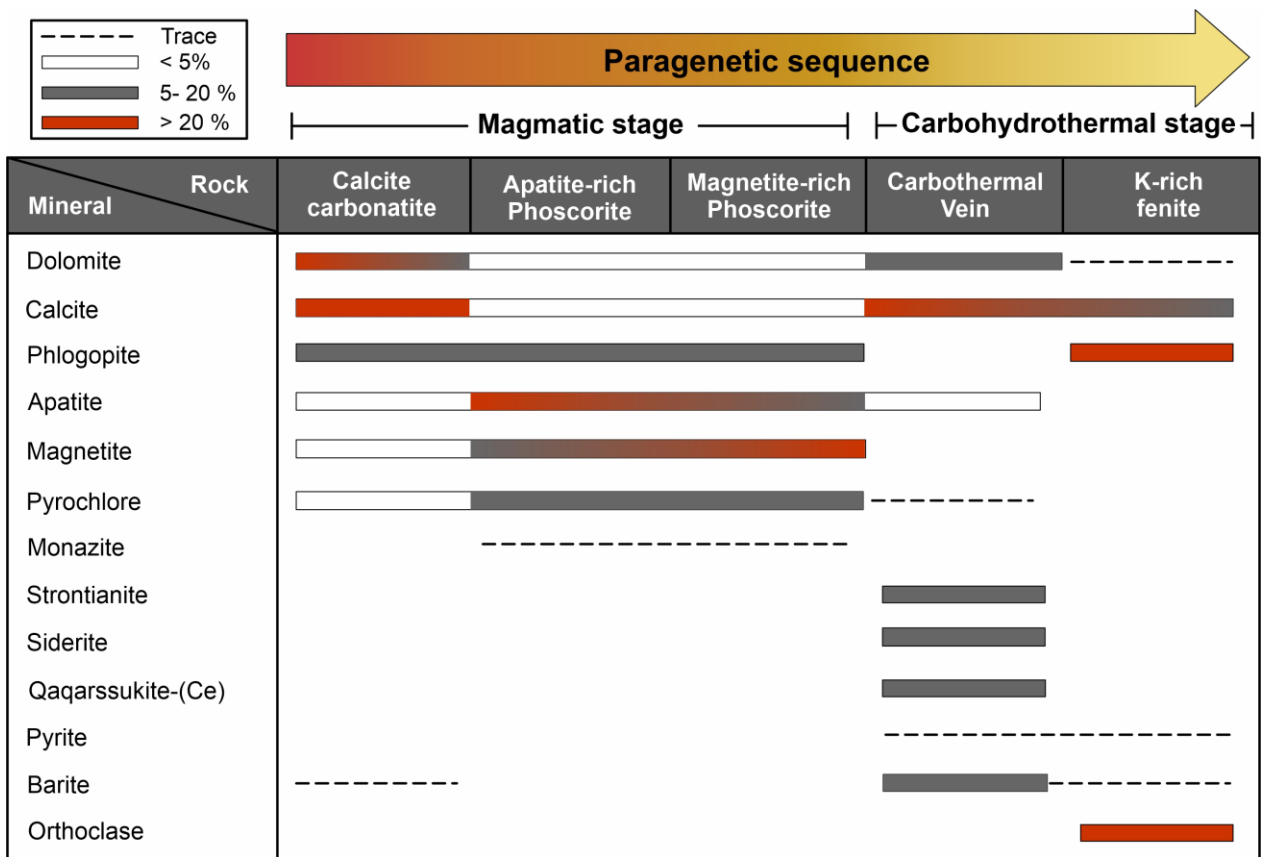 Trace
< 5%
5- 20 %
> 20 %
Paragenetic sequence
Magmatic stage
Carbohydrothermal stage
Rock
Mineral
Calcite
carbonatite
Apatite-rich
Phoscorite
Magnetite-rich
Phoscorite
Carbothermal
Vein
K-rich
fenite
Dolomite
Calcite
Phlogopite
Apatite
Magnetite
Pyrochlore
Monazite
Strontianite
Siderite
Qaqarssukite-(Ce)
Pyrite
Barite
Orthoclase